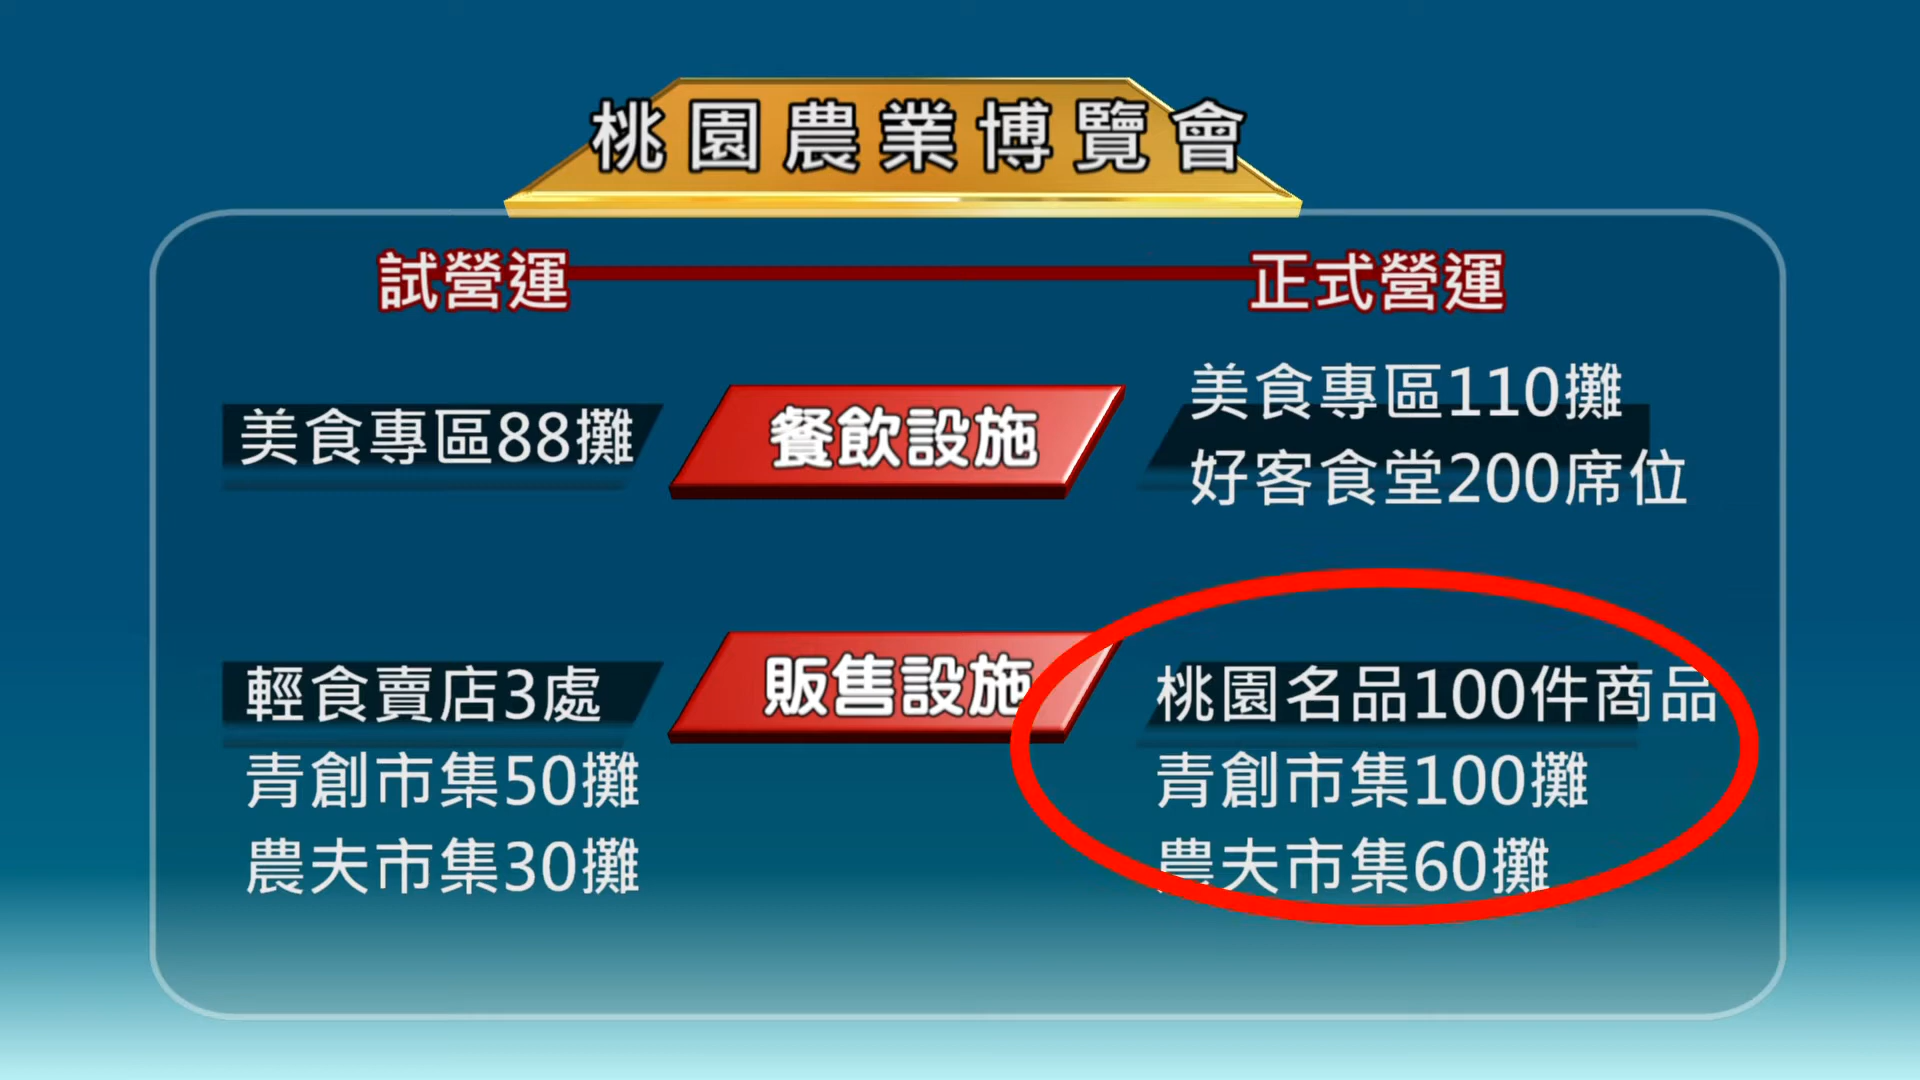 桃園農業博覽會
試營運
正式營運
美食專區88攤
餐飲設施
美食專區110攤
好客食堂200席位
輕食賣店3處
青創市集50攤
農夫市集30攤
販售設施
桃園名品100件商品
青創市集100攤
農夫市集60攤